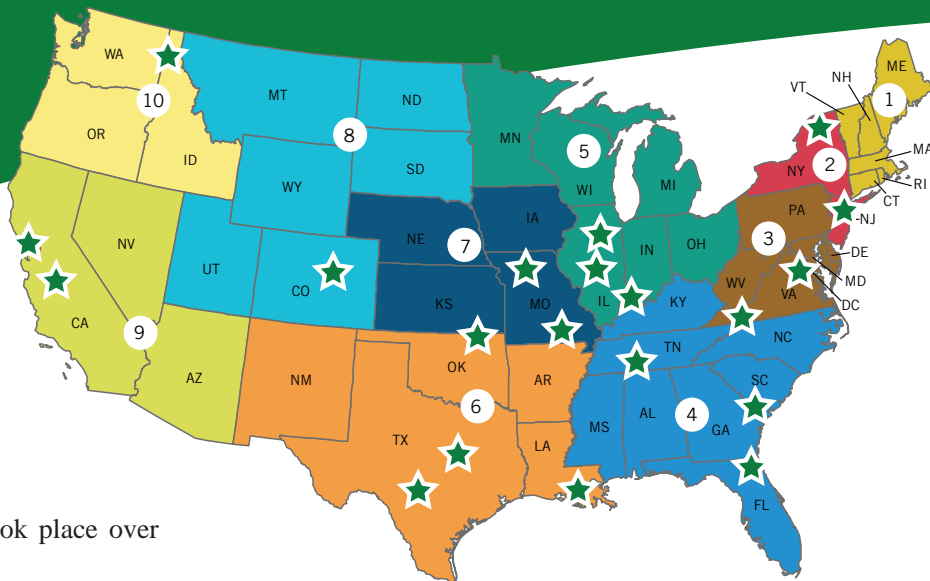 WA
OR
ID
10
MT
ND
SD
WY
UT
CO
8
MN
WI
MI
IL
IN
OH
5
NE
IA
KS
MO
7
CA
NV
AZ
9
NM
TX
OK
AR
LA
6
KY
TN
NC
SC
MS
AL
GA
FL
4
PA
WV
VA
DE
MD
DC
3
NY
-NJ
2
VT
NH
ME
MA
RI
CT
1
ok place over